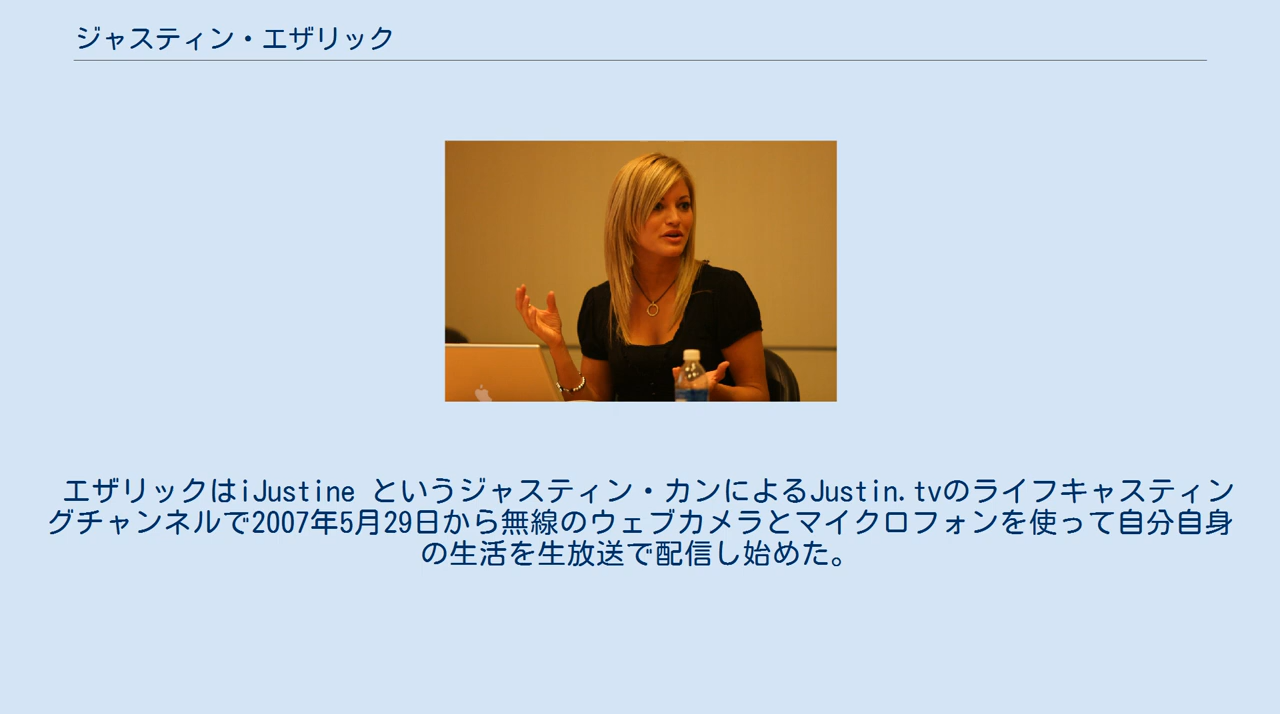 ジャスティン・エザリック
エザリックはiJustine というジャスティン・カンによるJustin.tvのライフキャスティン
グチャンネルで2007年5月29日から無線のウェブカメラとマイクロフォンを使って自分自身
の生活を生放送で配信し始めた。